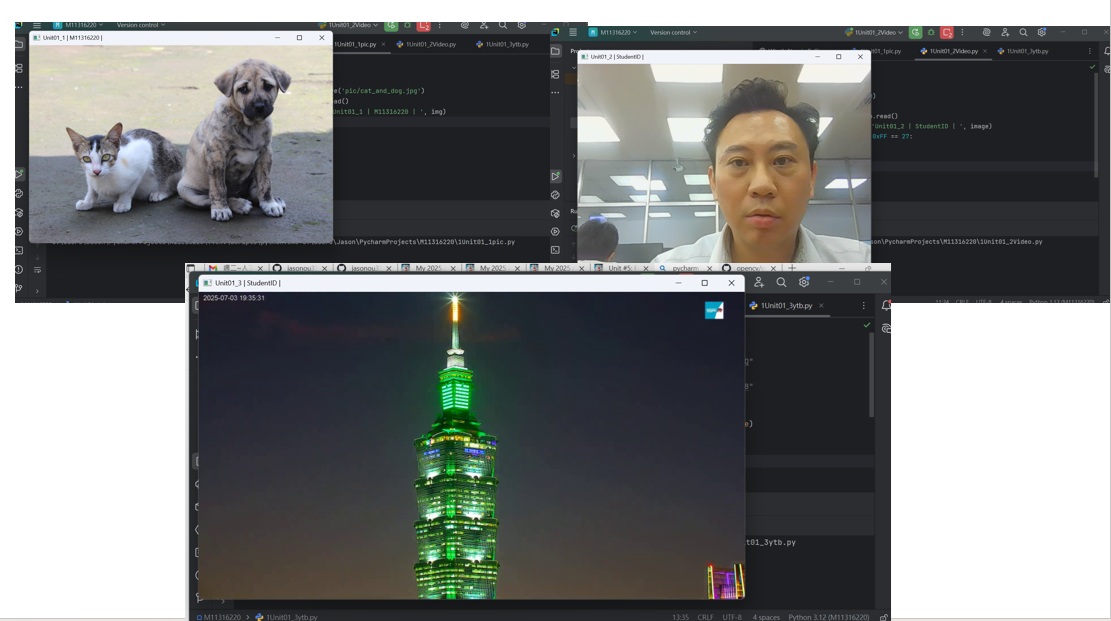 M11316220
Version control
1Unit01_2Video
Unit01_1 | M11316220 |
1Unit01_1pic.py
1Unit01_2Video.py
1Unit01_3ytb.py
e('pic/cat_and_dog.jpg')
ad()
Unit01_1 | M11316220 | ', img)
\Jason\PycharmProjects\M11316220\1Unit01_1pic.py
M11316220
Version control
1Unit01_2Video
Unit01_2 | StudentID |
1Unit01_2Video.py
1Unit01_3ytb.py
.read()
'Unit01_2 | StudentID | ', image)
0xFF == 27:
son\PycharmProjects\M11316220\1Unit01_2Video.py
jasonou
jasonou
My 2025
My 2025
My 2025
Unit #5:
pycharm
opencv
Unit01_3 | StudentID |
2025-07-03 19:35:31
1Unit01_3ytb.py
t01_3ytb.py
M11316220
1Unit01_3ytb.py
13:35
CRLF
UTF-8
4 spaces
Python 3.12 (M11316220)